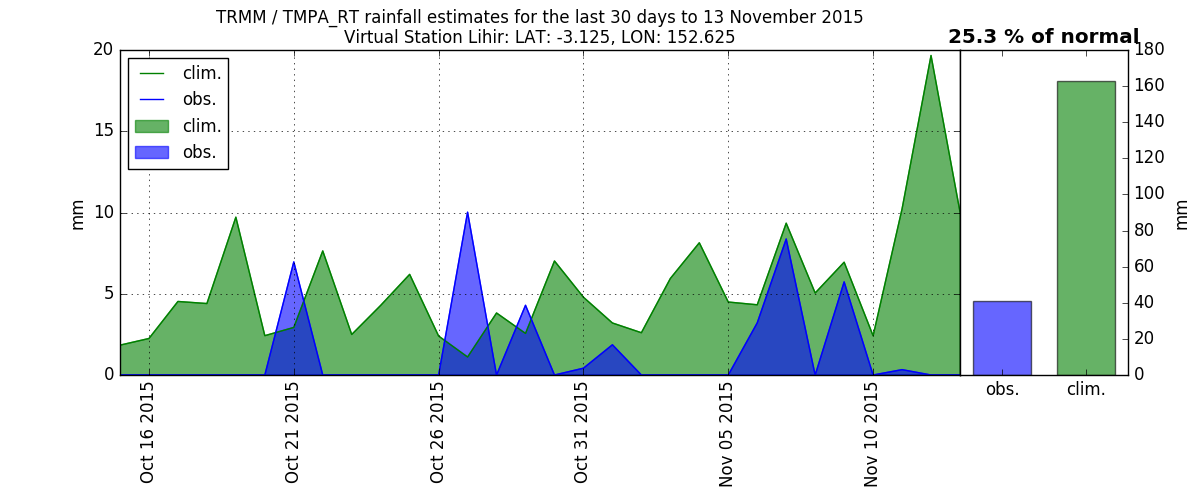 TRMM / TMPA_RT rainfall estimates for the last 30 days to 13 November 2015
Virtual Station Lihir: LAT: -3.125, LON: 152.625
25.3 % of normal
clim.
obs.
clim.
obs.
mm
20
15
10
5
0
Oct 16 2015
Oct 21 2015
Oct 26 2015
Oct 31 2015
Nov 05 2015
Nov 10 2015
180
160
140
120
100
80
60
40
20
0
mm
obs.
clim.